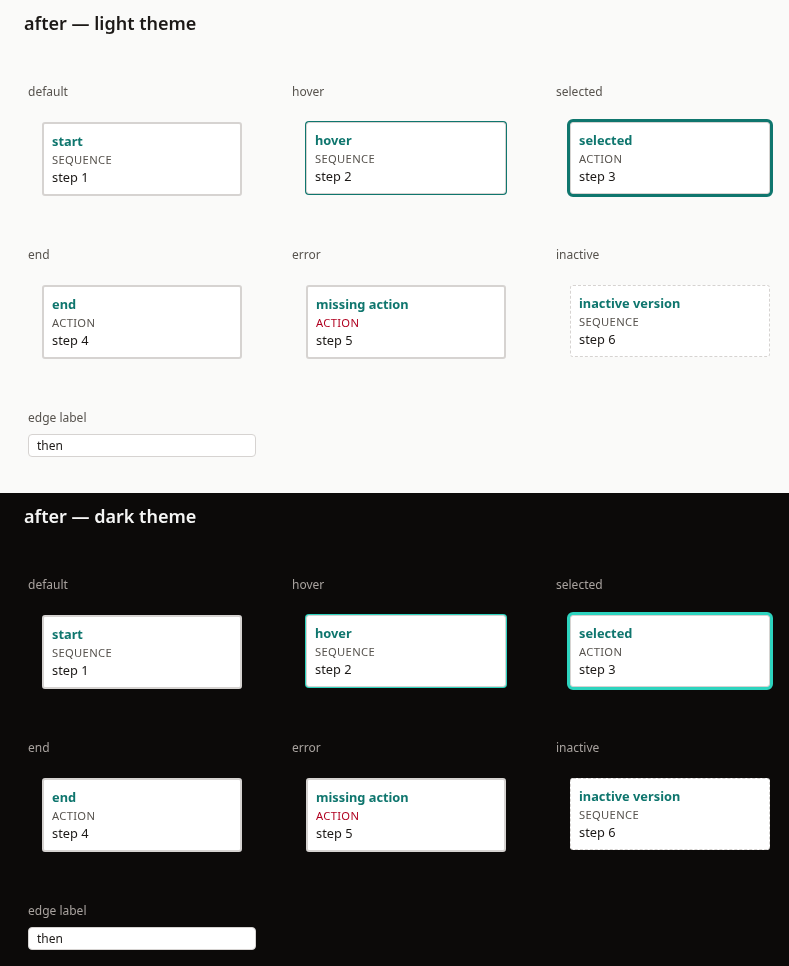 after — light theme
default
hover
selected
start
SEQUENCE
step 1
hover
SEQUENCE
step 2
selected
ACTION
step 3
end
error
inactive
end
ACTION
step 4
missing action
ACTION
step 5
inactive version
SEQUENCE
step 6
edge label
then
after — dark theme
default
hover
selected
start
SEQUENCE
step 1
hover
SEQUENCE
step 2
selected
ACTION
step 3
end
error
inactive
end
ACTION
step 4
missing action
ACTION
step 5
inactive version
SEQUENCE
step 6
edge label
then